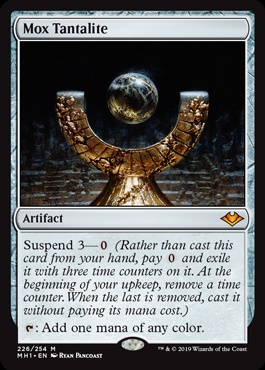 Mox Tantalite
Artifact
Suspend 3—0 (Rather than cast this
card from your hand, pay 0 and exile
it with three time counters on it. At the
beginning of your upkeep, remove a time
counter. When the last is removed, cast it
without paying its mana cost.)
: Add one mana of any color.
226/254 M
MH1 • EN RYAN PANCOAST
™ & © 2019 Wizards of the Coast